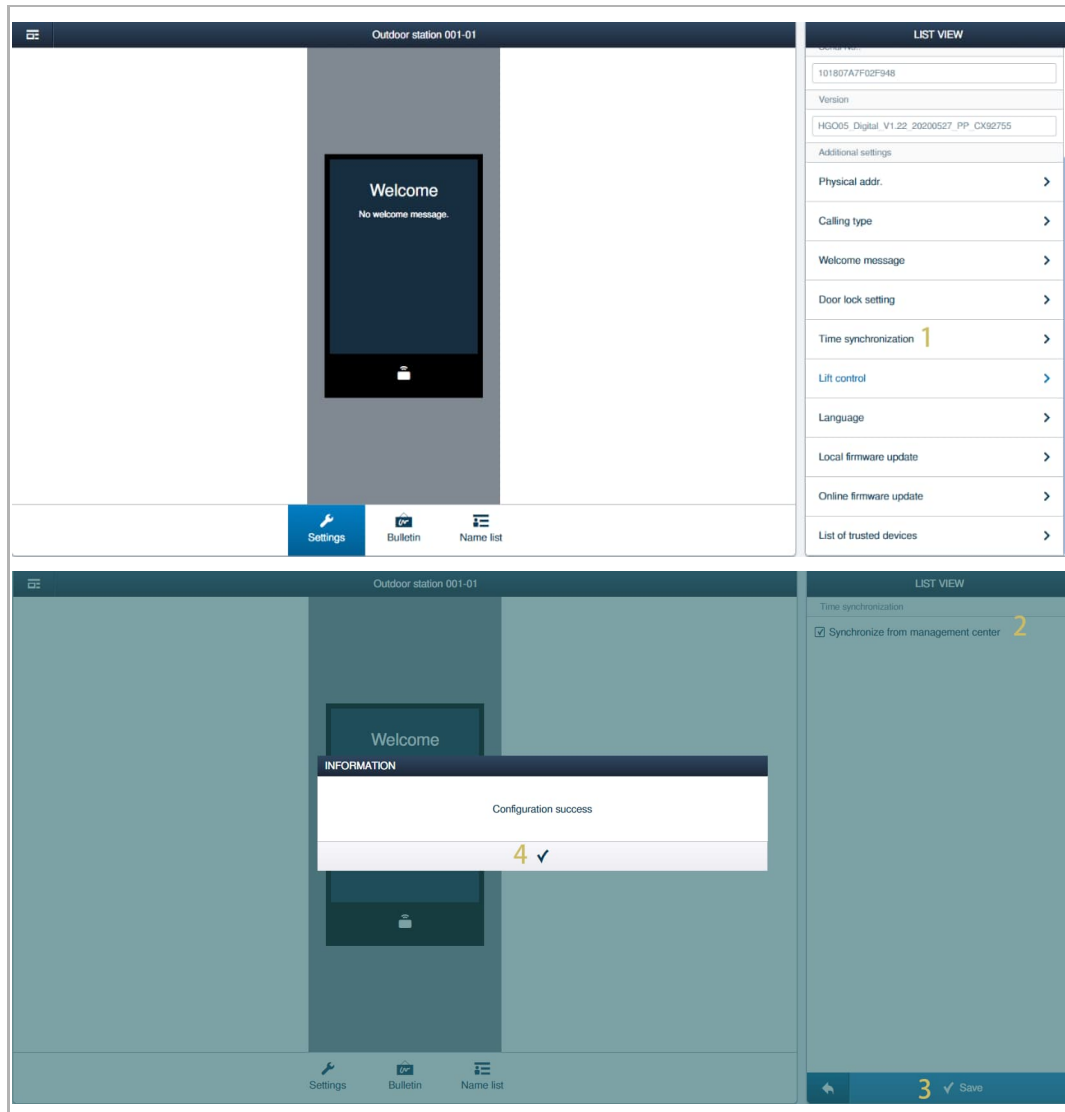 Outdoor station 001-01
LIST VIEW
101807A7F02F948
Version
HGO05_Digital_V1.22_20200527_PP_CX92755
Additional settings
Physical addr.
Calling type
Welcome message
Door lock setting
Time synchronization 1
Lift control
Language
Local firmware update
Online firmware update
List of trusted devices
Welcome
No welcome message.
Settings
Bulletin
Name list
Outdoor station 001-01
LIST VIEW
Time synchronization
Synchronize from management center 2
Welcome
INFORMATION
Configuration success
4
Settings
Bulletin
Name list
3 Save